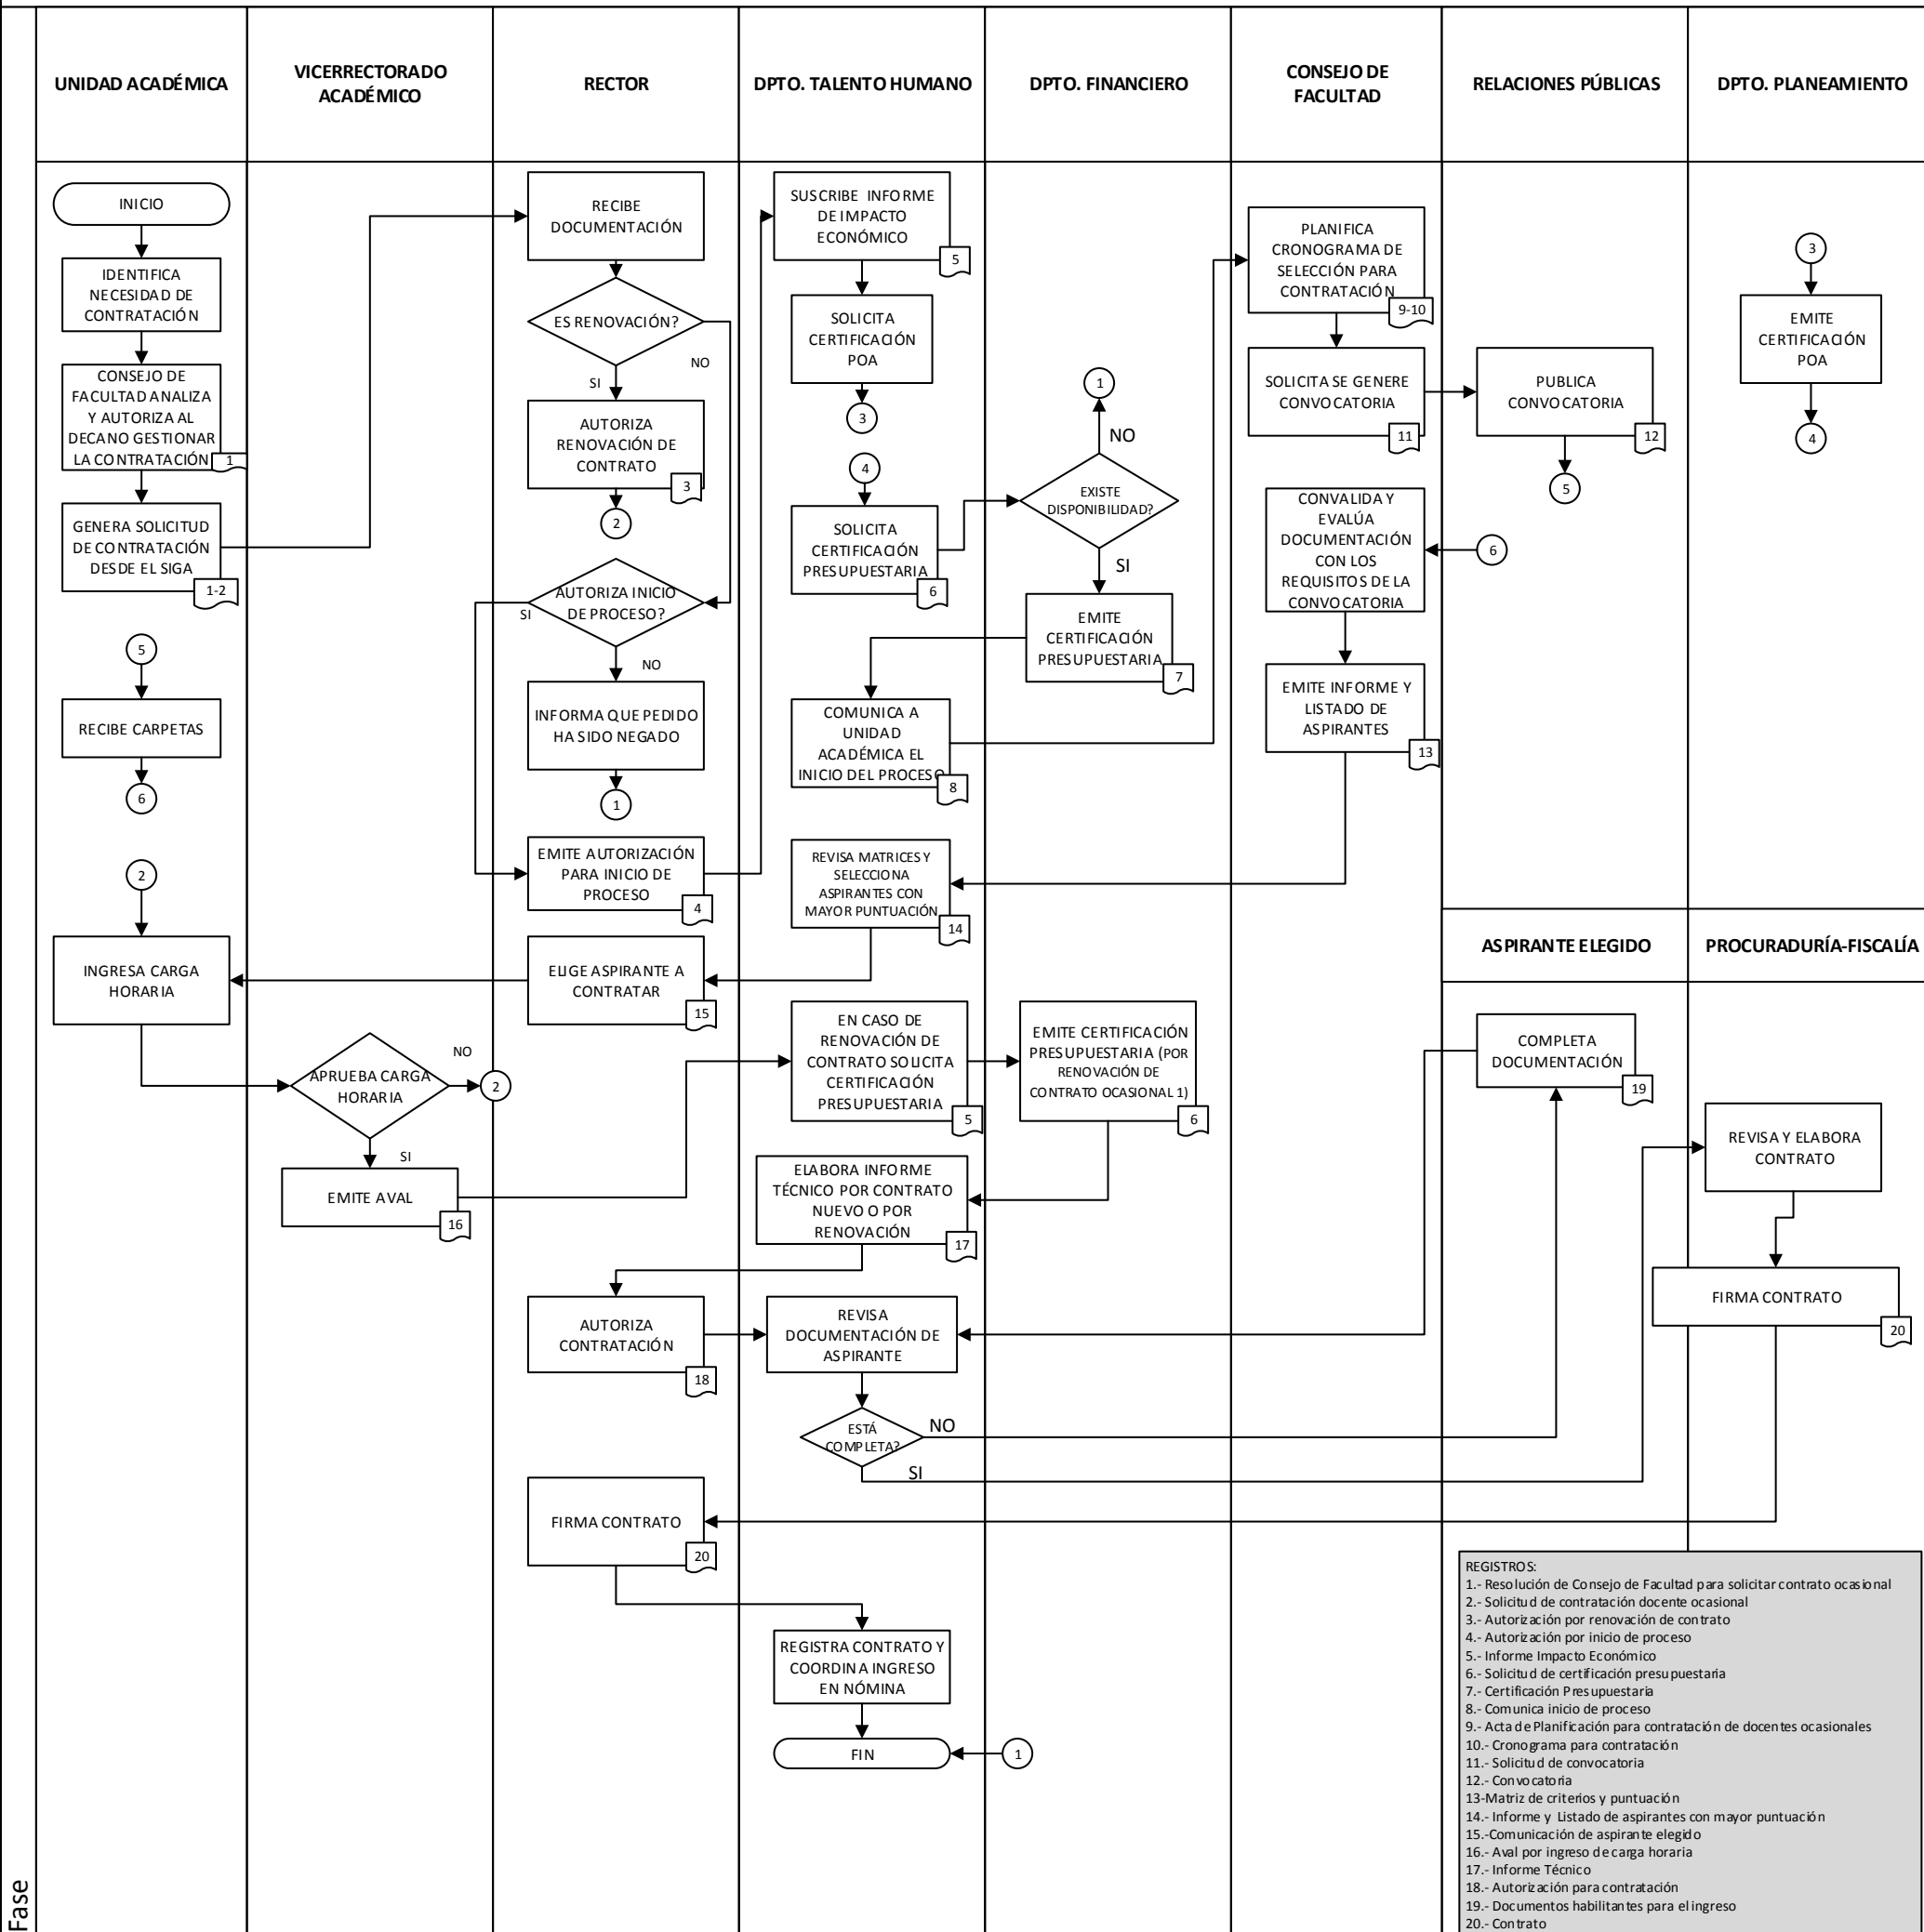 UNIDAD ACADÉMICA
VICERRECTORADO
ACADÉMICO
RECTOR
DPTO. TALENTO HUMANO
DPTO. FINANCIERO
CONSEJO DE
FACULTAD
RELACIONES PÚBLICAS
DPTO. PLANEAMIENTO
INICIO
IDENTIFICA
NECESIDAD DE
CONTRATACIÓN
CONSEJO DE
FACULTAD ANALIZA
Y AUTORIZA AL
DECANO GESTIONAR
LA CONTRATACIÓN
1
GENERA SOLICITUD
DE CONTRATACIÓN
DESDE EL SIGA
1-2
5
RECIBE CARPETAS
6
2
INGRESA CARGA
HORARIA
APRUEBA CARGA
HORARIA
NO
2
SI
EMITE AVAL
16
RECIBE
DOCUMENTACIÓN
ES RENOVACIÓN?
NO
SI
AUTORIZA
RENOVACIÓN DE
CONTRATO
3
2
AUTORIZA INICIO
DE PROCESO?
SI
NO
INFORMA QUE PEDIDO
HA SIDO NEGADO
1
EMITE AUTORIZACIÓN
PARA INICIO DE
PROCESO
4
ELIGE ASPIRANTE A
CONTRATAR
15
AUTORIZA
CONTRATACIÓN
18
FIRMA CONTRATO
20
SUSCRIBE INFORME
DE IMPACTO
ECONÓMICO
5
SOLICITA
CERTIFICACIÓN
POA
3
4
SOLICITA
CERTIFICACIÓN
PRESUPUESTARIA
6
COMUNICA A
UNIDAD
ACADÉMICA EL
INICIO DEL PROCESO
8
REVISA MATRICES Y
SELECCIONA
ASPIRANTES CON
MAYOR PUNTUACIÓN
14
EN CASO DE
RENOVACIÓN DE
CONTRATO SOLICITA
CERTIFICACIÓN
PRESUPUESTARIA
5
ELABORA INFORME
TÉCNICO POR CONTRATO
NUEVO O POR
RENOVACIÓN
17
REVISA
DOCUMENTACIÓN DE
ASPIRANTE
ESTÁ
COMPLETA?
NO
SI
REGISTRA CONTRATO Y
COORDINA INGRESO
EN NÓMINA
FIN
1
1
NO
EXISTE
DISPONIBILIDAD?
SI
EMITE
CERTIFICACIÓN
PRESUPUESTARIA
7
EMITE CERTIFICACIÓN
PRESUPUESTARIA (POR
RENOVACIÓN DE
CONTRATO OCASIONAL 1)
6
PLANIFICA
CRONOGRAMA DE
SELECCIÓN PARA
CONTRATACIÓN
9-10
SOLICITA SE GENERE
CONVOCATORIA
11
CONVALIDA Y
EVALÚA
DOCUMENTACIÓN
CON LOS
REQUISITOS DE LA
CONVOCATORIA
EMITE INFORME Y
LISTADO DE
ASPIRANTES
13
PUBLICA
CONVOCATORIA
12
5
6
3
EMITE
CERTIFICACIÓN
POA
4
ASPIRANTE ELEGIDO
PROCURADURÍA-FISCALÍA
COMPLETA
DOCUMENTACIÓN
19
REVISA Y ELABORA
CONTRATO
FIRMA CONTRATO
20
REGISTROS:
1.- Resolución de Consejo de Facultad para solicitar contrato ocasional
2.- Solicitud de contratación docente ocasional
3.- Autorización por renovación de contrato
4.- Autorización por inicio de proceso
5.- Informe Impacto Económico
6.- Solicitud de certificación presupuestaria
7.- Certificación Presupuestaria
8.- Comunica inicio de proceso
9.- Acta de Planificación para contratación de docentes ocasionales
10.- Cronograma para contratación
11.- Solicitud de convocatoria
12.- Convocatoria
13-Matriz de criterios y puntuación
14.- Informe y Listado de aspirantes con mayor puntuación
15.-Comunicación de aspirante elegido
16.- Aval por ingreso de carga horaria
17.- Informe Técnico
18.- Autorización para contratación
19.- Documentos habilitantes para el ingreso
20.- Contrato
Fase